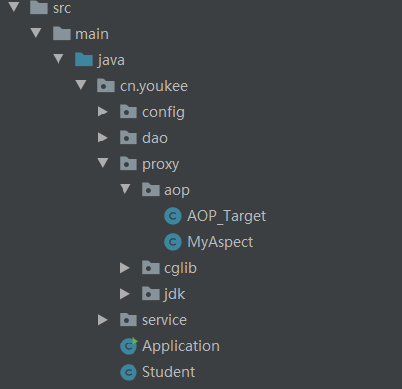 src
main
java
cn.youkee
config
dao
proxy
aop
AOP_Target
MyAspect
cglib
jdk
service
Application
Student